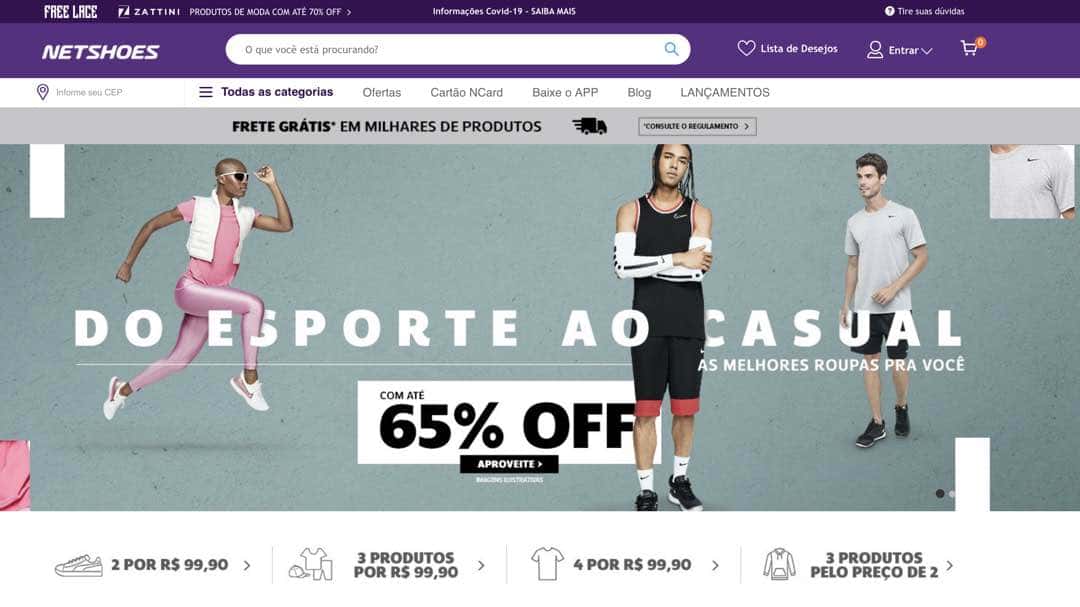 FREE LACE
ZATTINI PRODUTOS DE MODA COM ATÉ 70% OFF >
Informações Covid-19 - SAIBA MAIS
? Tire suas dúvidas
NETSHOES
O que você está procurando?
Lista de Desejos
Entrar
0
Informe seu CEP
Todas as categorias
Ofertas
Cartão NCard
Baixe o APP
Blog
LANÇAMENTOS
FRETE GRÁTIS* EM MILHARES DE PRODUTOS
*CONSULTE O REGULAMENTO >
DO ESPORTE AO CASUAL
AS MELHORES ROUPAS PRA VOCÊ
COM ATÉ
65% OFF
APROVEITE >
IMAGENS ILUSTRATIVAS
2 POR R$ 99,90 >
3 PRODUTOS
POR R$ 99,90 >
4 POR R$ 99,90 >
3 PRODUTOS
PELO PREÇO DE 2 >